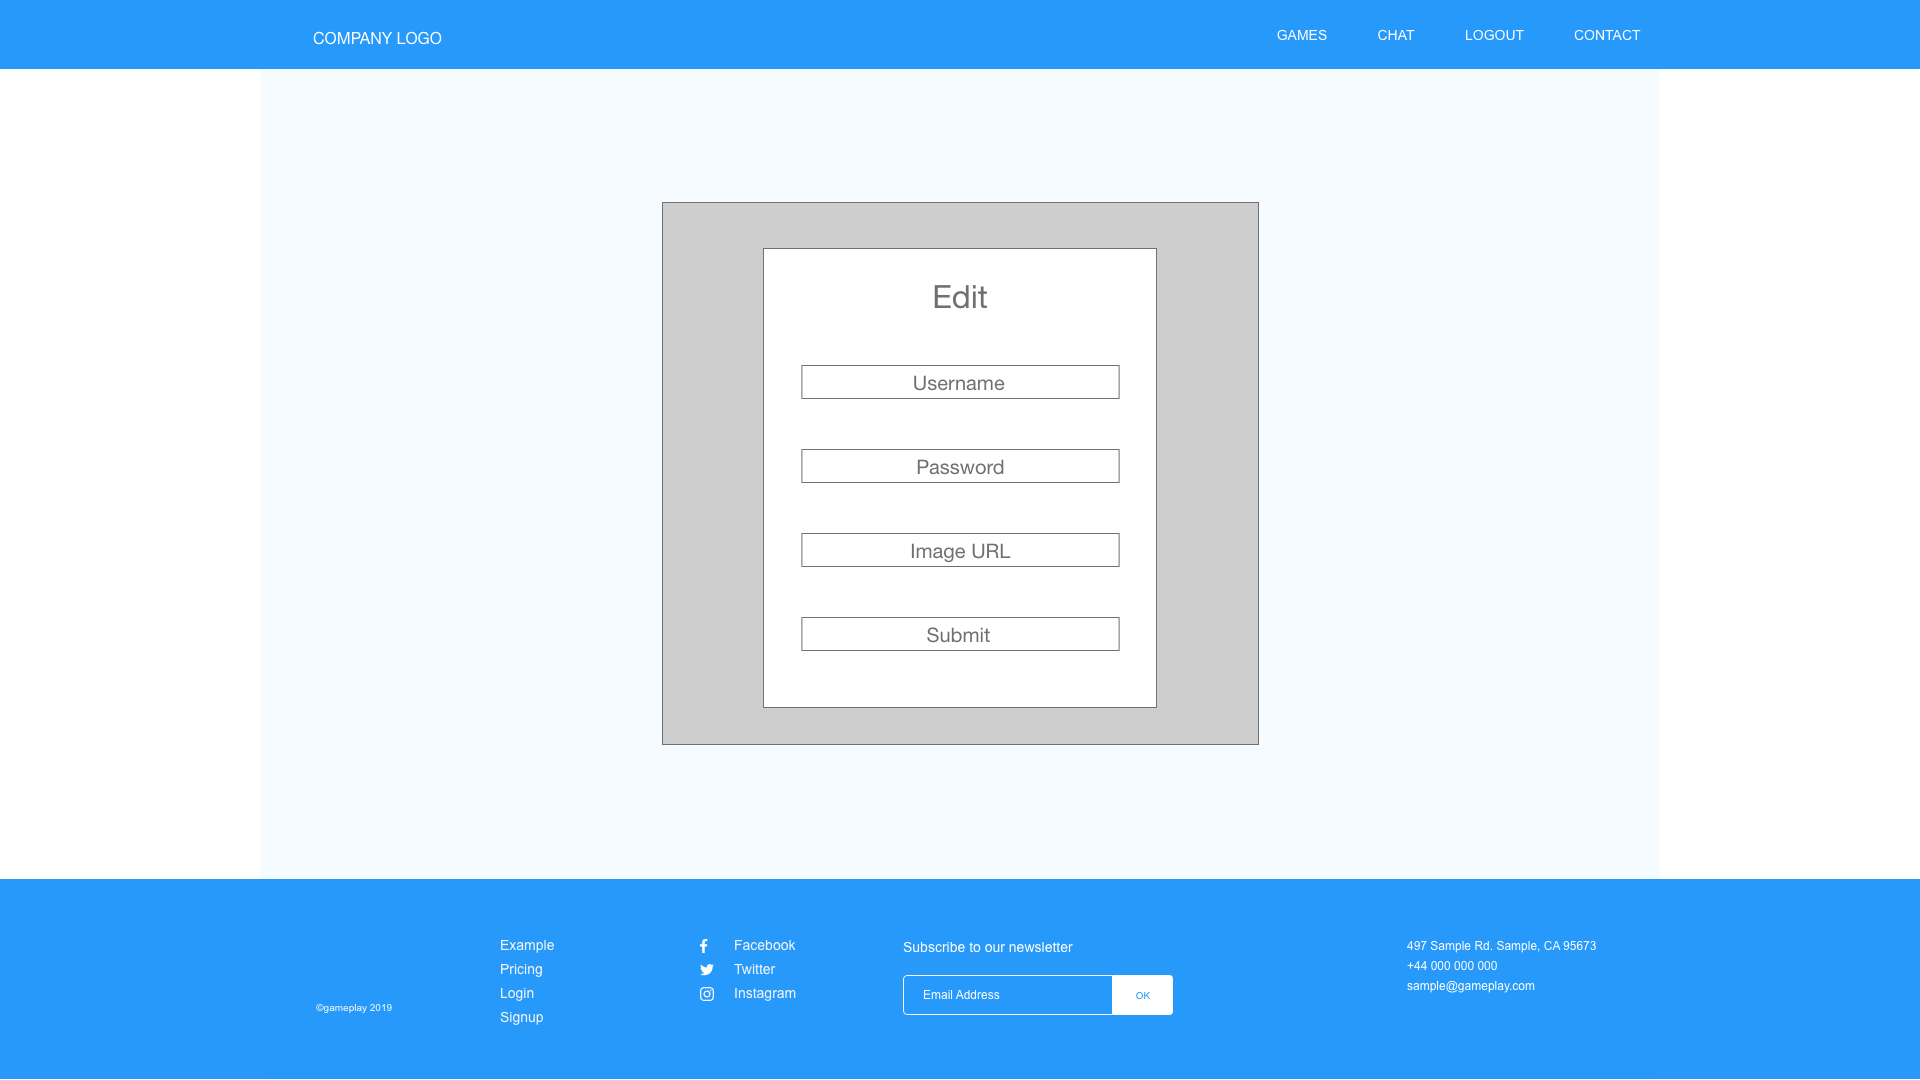 COMPANY LOGO
GAMES
CHAT
LOGOUT
CONTACT
Edit
Username
Password
Image URL
Submit
©gameplay 2019
Example
Pricing
Login
Signup
Facebook
Twitter
Instagram
Subscribe to our newsletter
Email Address
OK
497 Sample Rd. Sample, CA 95673
+44 000 000 000
sample@gameplay.com